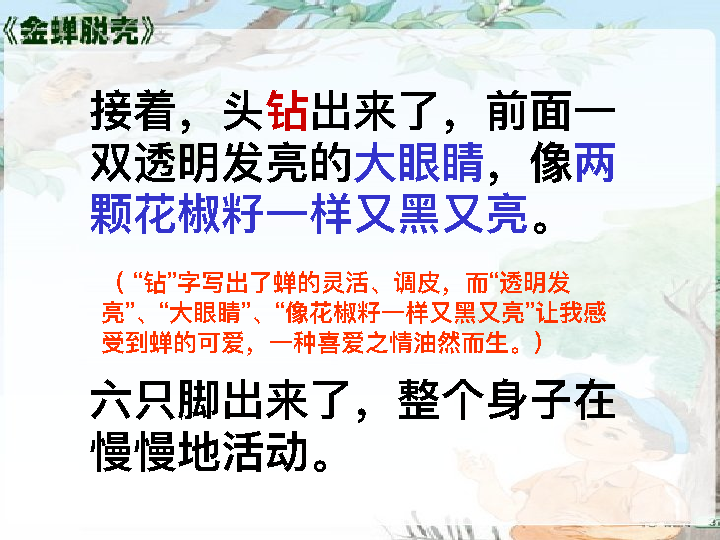 《金蝉脱壳》
接着，头钻出来了，前面一
双透明发亮的大眼睛，像两
颗花椒籽一样又黑又亮。
（ “钻”字写出了蝉的灵活、调皮，而“透明发
亮”、“大眼睛”、“像花椒籽一样又黑又亮”让我感
受到蝉的可爱，一种喜爱之情油然而生。）
六只脚出来了，整个身子在
慢慢地活动。